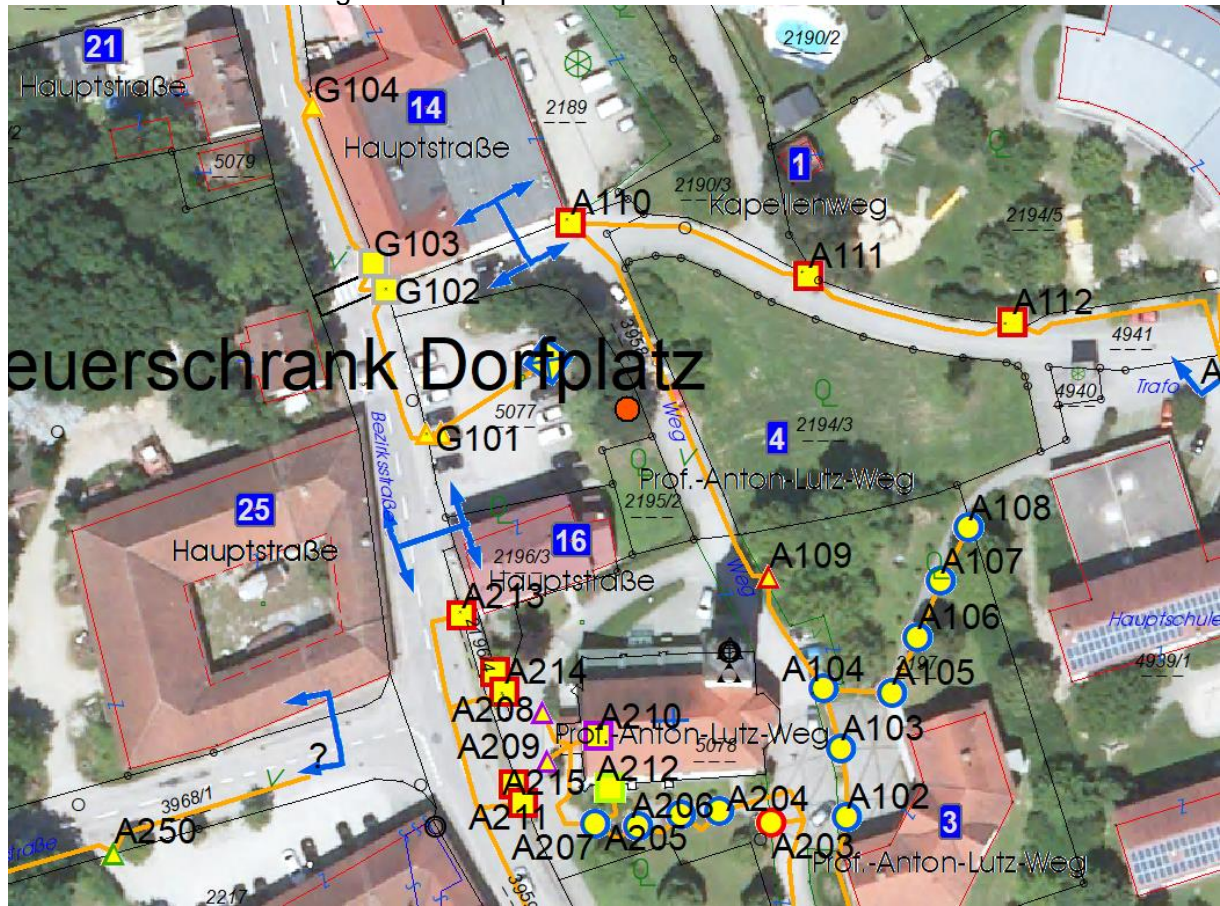 21
Hauptstraße
2190/2
G104
14
Hauptstraße
2189
5079
1
2190/3
Kapellenweg
2194/5
A110
G103
G102
A111
A112
4941
Trafo
4940
A
euerschrank Dorfplatz
5077
G101
Bezirksstraße
Weg
4
2194/3
Prof.-Anton-Lutz-Weg
2195/2
A108
25
Hauptstraße
2196/3
16
Hauptstraße
Weg
A109
A107
Hauptschule
A213
A106
4939/1
2197
A214
A104
A105
A208
A210
Prof.-Anton-Lutz-Weg
A103
5078
A209
?
A212
3968/1
A215
A211
A206
A204
A102
A250
A207
A205
A203
3
Prof.-Anton-Lutz-Weg
2217